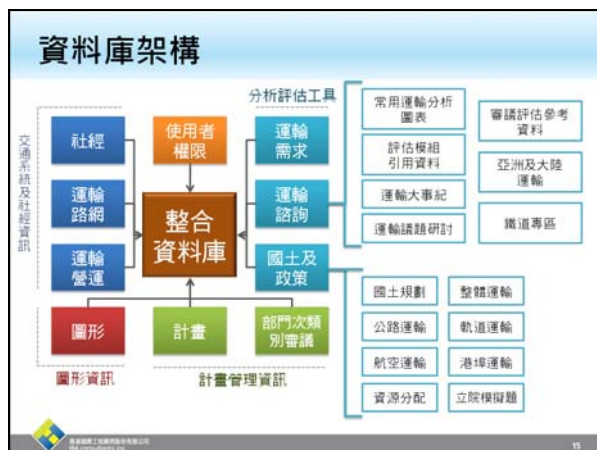 資料庫架構
分析評估工具
交通系統及社經資訊
社經
使用者
權限
運輸
需求
運輸
路網
整合
資料庫
運輸
諮詢
運輸
營運
國土及
政策
圖形
計畫
部門次類
別審議
圖形資訊
計畫管理資訊
常用運輸分析
圖表
審議評估參考
資料
評估模組
引用資料
亞洲及大陸
運輸
運輸大事紀
運輸議題研討
鐵道專區
國土規劃
整體運輸
公路運輸
軌道運輸
航空運輸
港埠運輸
資源分配
立院模擬題
15